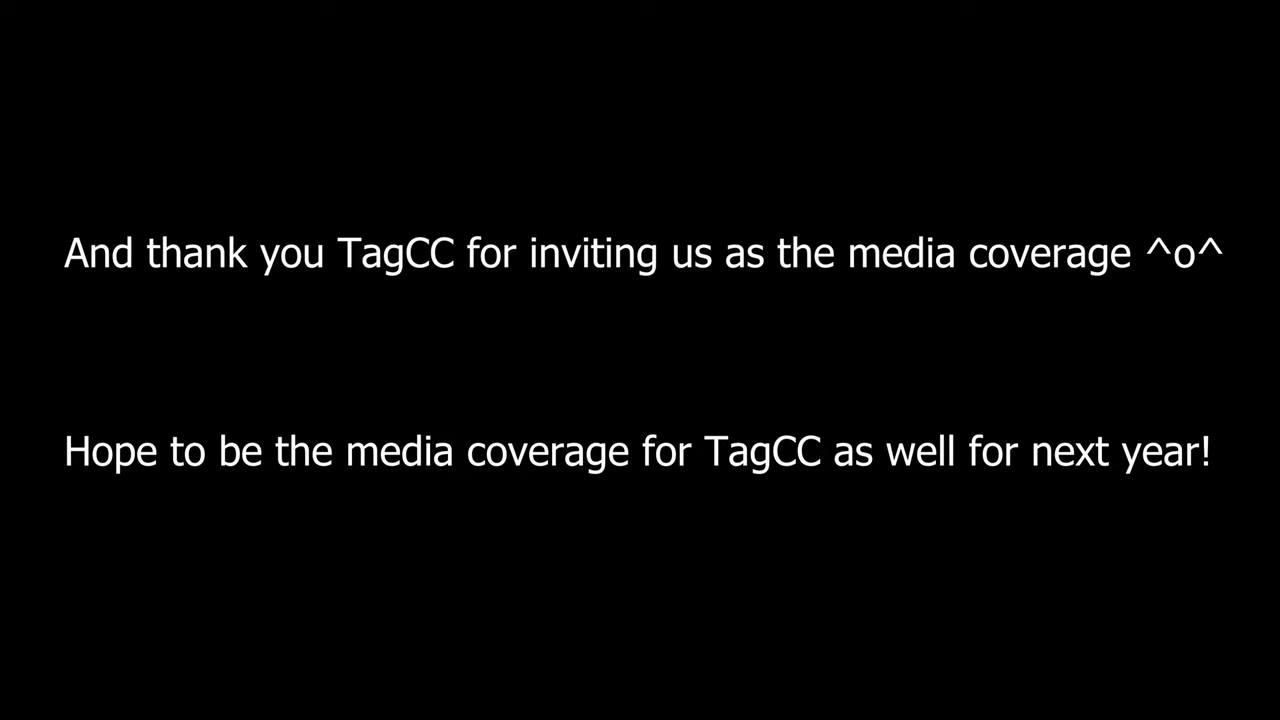 And thank you TagCC for inviting us as the media coverage ^o^
Hope to be the media coverage for TagCC as well for next year!